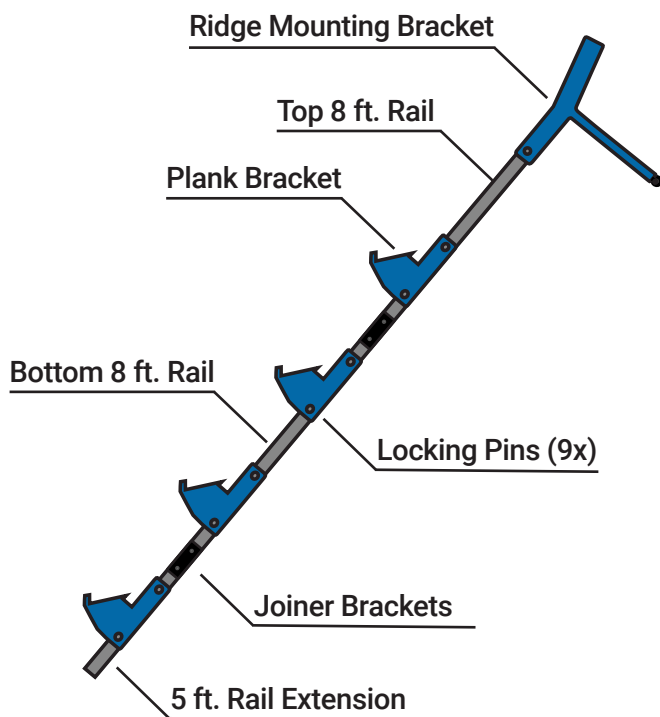 Ridge Mounting Bracket
Top 8 ft. Rail
Plank Bracket
Bottom 8 ft. Rail
Locking Pins (9x)
Joiner Brackets
5 ft. Rail Extension